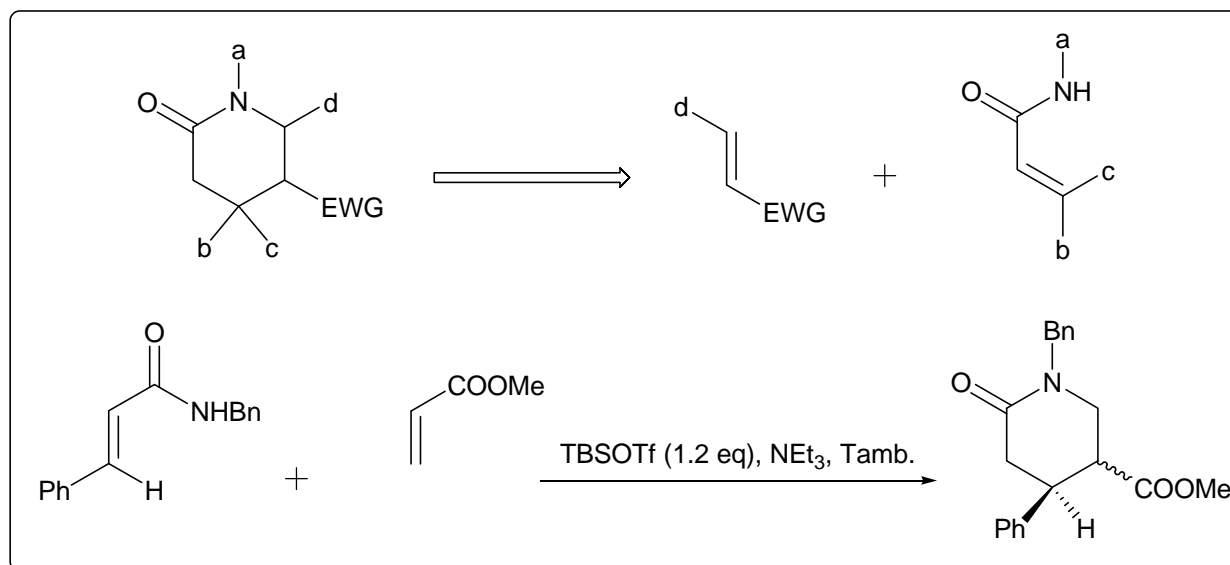 a
O
N
d
EWG
b
c
d
EWG
+
a
O
NH
c
b
O
NHBn
Ph
H
+
COOMe
TBSOTf (1.2 eq), NEt3, Tamb.
Bn
O
N
COOMe
Ph
H